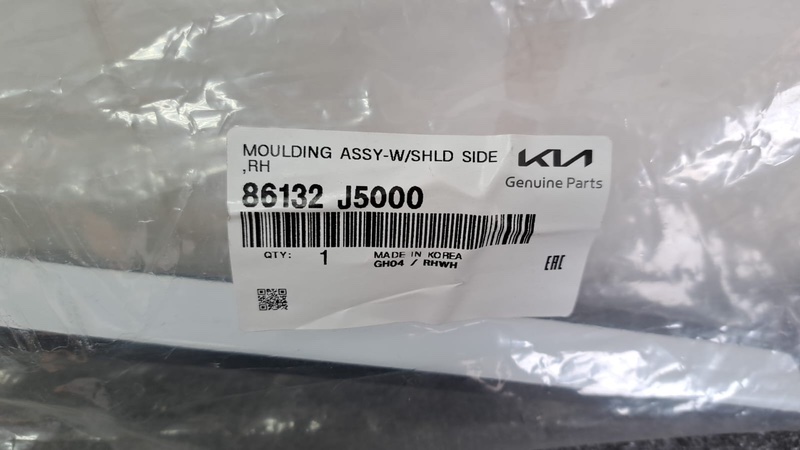 MOULDING ASSY-W/SHLD SIDE
,RH
KIA
Genuine Parts
86132 J5000
QTY: 1
MADE IN KOREA
GH04 / RHWH
EAC